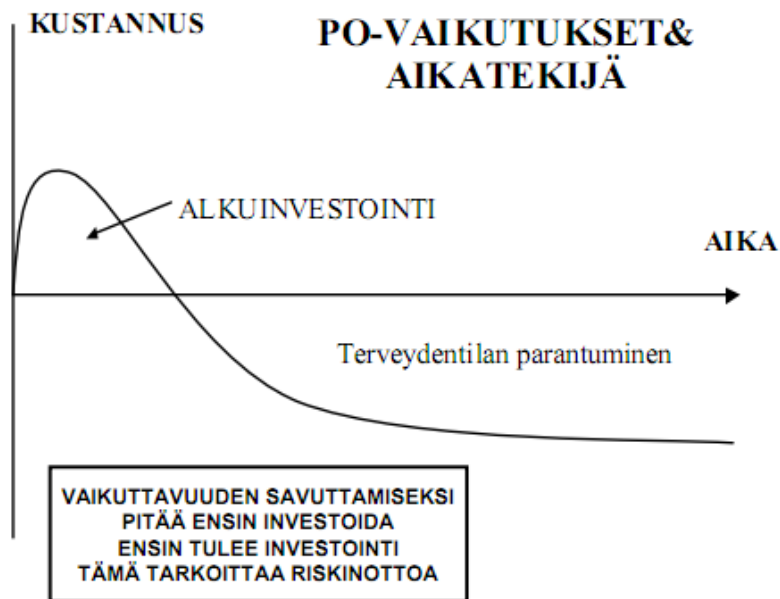 KUSTANNUS
PO-VAIKUTUKSET&
AIKATEKIJÄ
ALKUINVESTOINTI
AIKA
Terveydentilan parantuminen
VAIKUTTAVUUDEN SAVUTTAMISEKSI
PITÄÄ ENSIN INVESTOIDA
ENSIN TULEE INVESTOINTI
TÄMÄ TARKOITTAA RISKINOTTOA